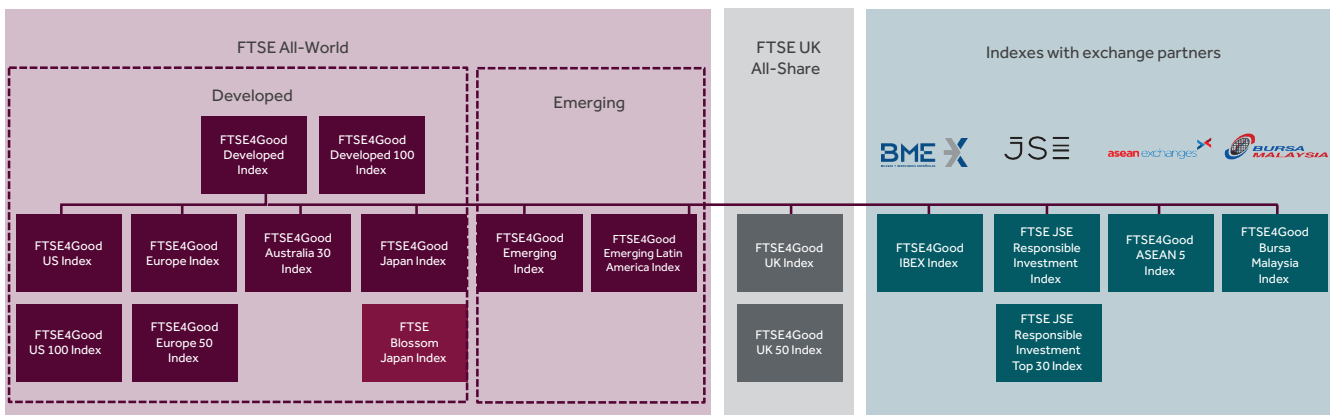 FTSE All-World
FTSE UK
All-Share
Indexes with exchange partners
Developed
Emerging
FTSE4Good
Developed
Index
FTSE4Good
Developed 100
Index
BME X
JSE
asean exchanges
BURSA
MALAYSIA
FTSE4Good
US Index
FTSE4Good
Europe Index
FTSE4Good
Australia 30
Index
FTSE4Good
Japan Index
FTSE4Good
Emerging
Index
FTSE4Good
Emerging Latin
America Index
FTSE4Good
UK Index
FTSE4Good
IBEX Index
FTSE JSE
Responsible
Investment
Index
FTSE4Good
ASEAN 5
Index
FTSE4Good
Bursa
Malaysia
Index
FTSE4Good
US 100 Index
FTSE4Good
Europe 50
Index
FTSE
Blossom
Japan Index
FTSE4Good
UK 50 Index
FTSE JSE
Responsible
Investment
Top 30 Index